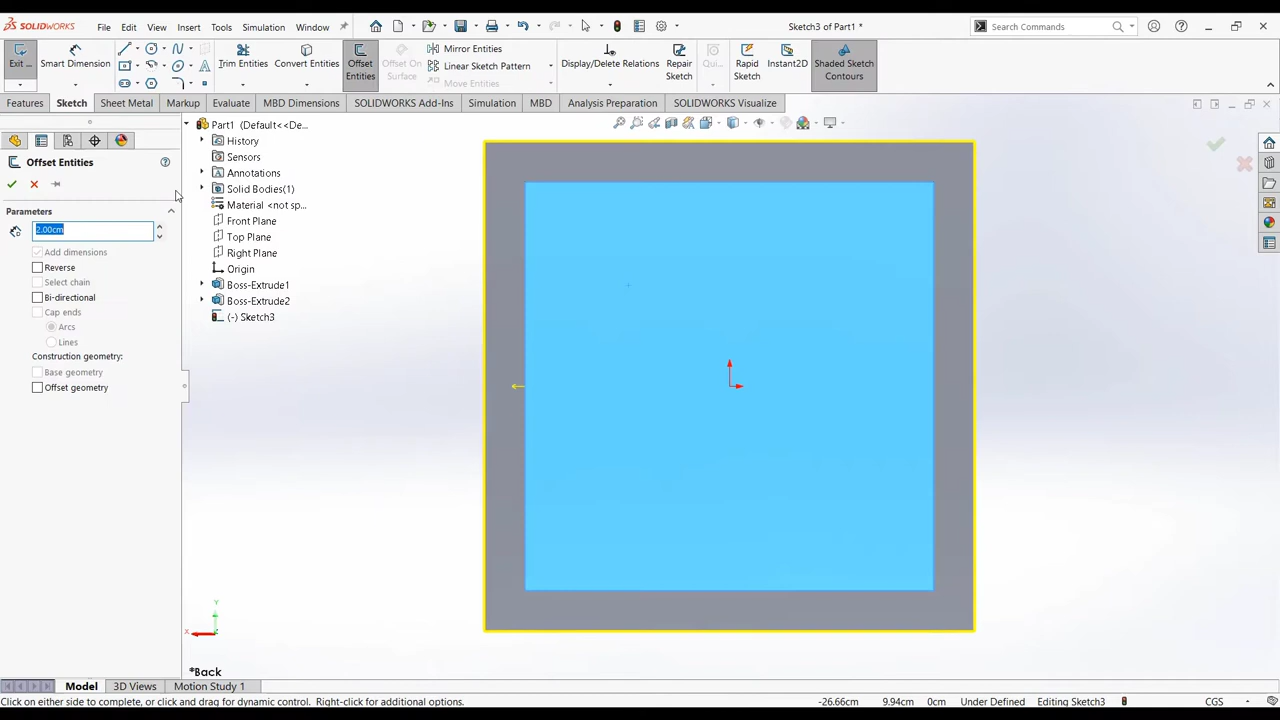 SOLIDWORKS File Edit View Insert Tools Simulation Window Sketch3 of Part1 * Search Commands
Exit ... Smart Dimension Trim Entities Convert Entities Offset Entities Offset On Surface Mirror Entities Linear Sketch Pattern Move Entities Display/Delete Relations Repair Sketch Qui... Rapid Sketch Instant2D Shaded Sketch Contours
Features Sketch Sheet Metal Markup Evaluate MBD Dimensions SOLIDWORKS Add-Ins Simulation MBD Analysis Preparation SOLIDWORKS Visualize
Offset Entities
Parameters
2.00cm
Add dimensions
Reverse
Select chain
Bi-directional
Cap ends
Arcs
Lines
Construction geometry:
Base geometry
Offset geometry
Part1 (Default<<De...
History
Sensors
Annotations
Solid Bodies(1)
Material <not sp...
Front Plane
Top Plane
Right Plane
Origin
Boss-Extrude1
Boss-Extrude2
(-) Sketch3
Y
X
*Back
Model 3D Views Motion Study 1
Click on either side to complete, or click and drag for dynamic control. Right-click for additional options. -26.66cm 9.94cm 0cm Under Defined Editing Sketch3 CGS